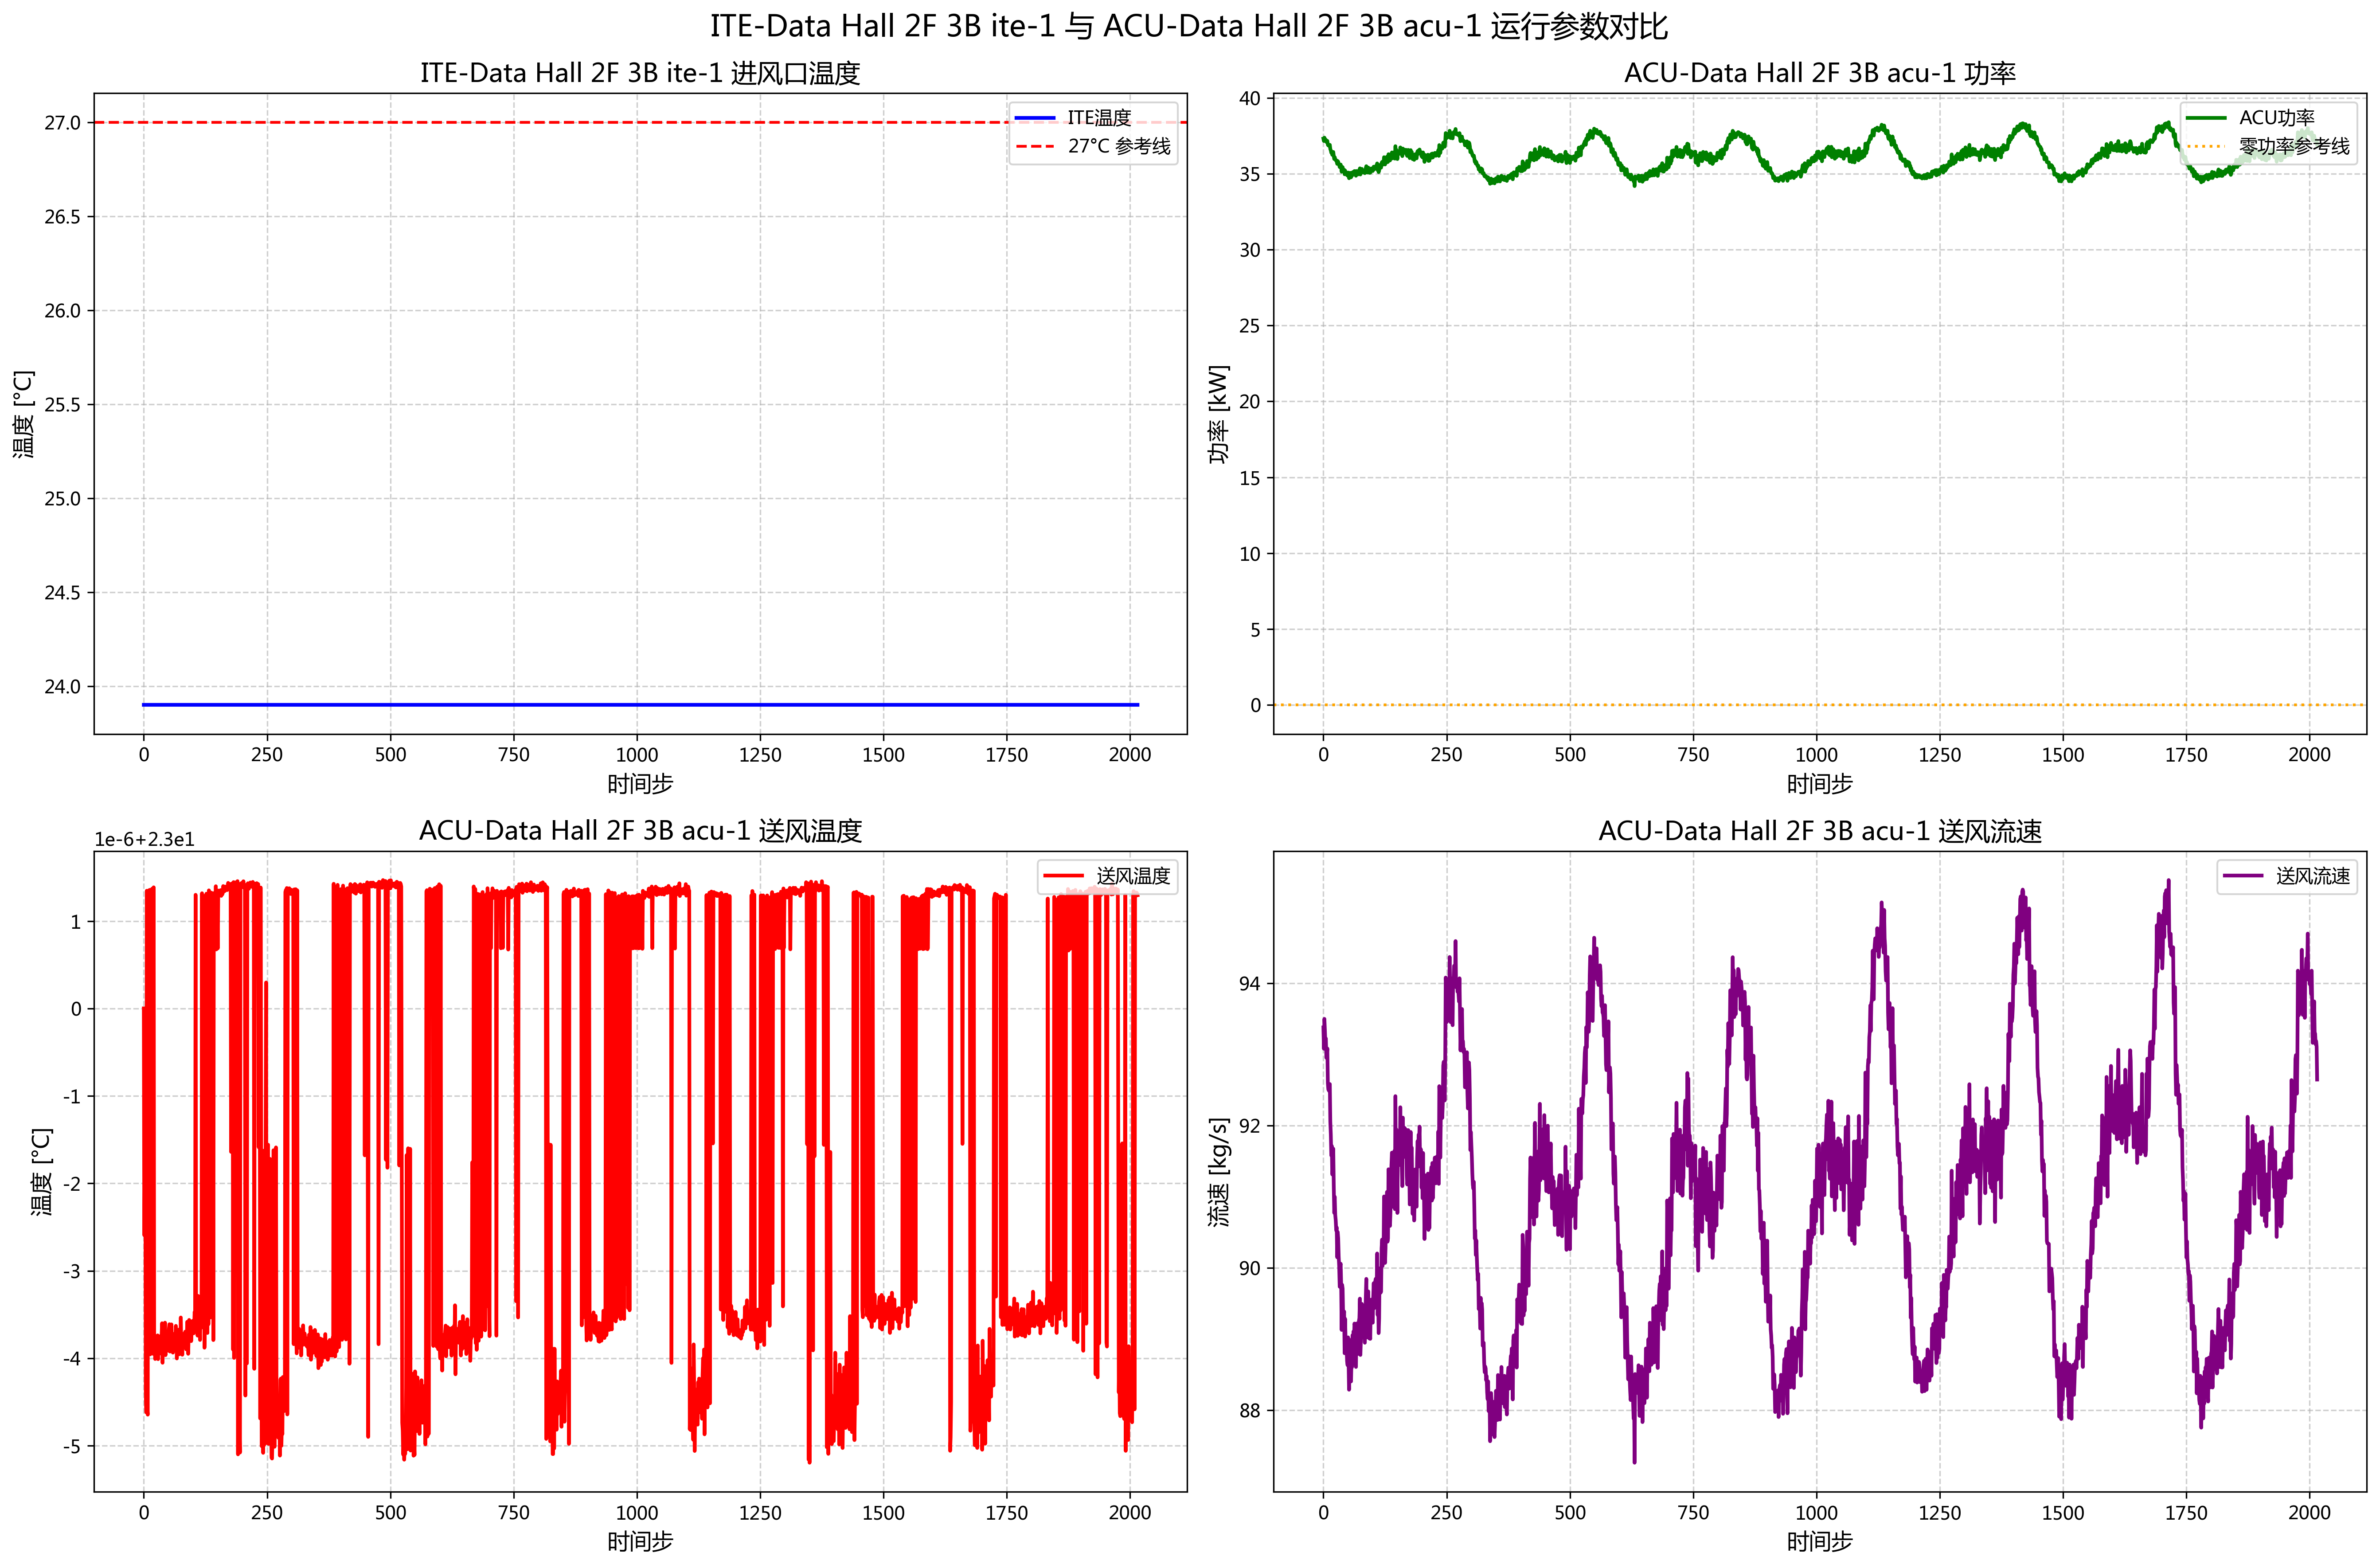 ITE-Data Hall 2F 3B ite-1 与 ACU-Data Hall 2F 3B acu-1 运行参数对比
ITE-Data Hall 2F 3B ite-1 进风口温度
温度 [°C]
27.0
26.5
26.0
25.5
25.0
24.5
24.0
ITE温度
27°C 参考线
0 250 500 750 1000 1250 1500 1750 2000
时间步
ACU-Data Hall 2F 3B acu-1 功率
功率 [kW]
40
35
30
25
20
15
10
5
0
ACU功率
零功率参考线
0 250 500 750 1000 1250 1500 1750 2000
时间步
ACU-Data Hall 2F 3B acu-1 送风温度
1e-6+2.3e1
温度 [°C]
1
0
-1
-2
-3
-4
-5
送风温度
0 250 500 750 1000 1250 1500 1750 2000
时间步
ACU-Data Hall 2F 3B acu-1 送风流速
流速 [kg/s]
94
92
90
88
送风流速
0 250 500 750 1000 1250 1500 1750 2000
时间步